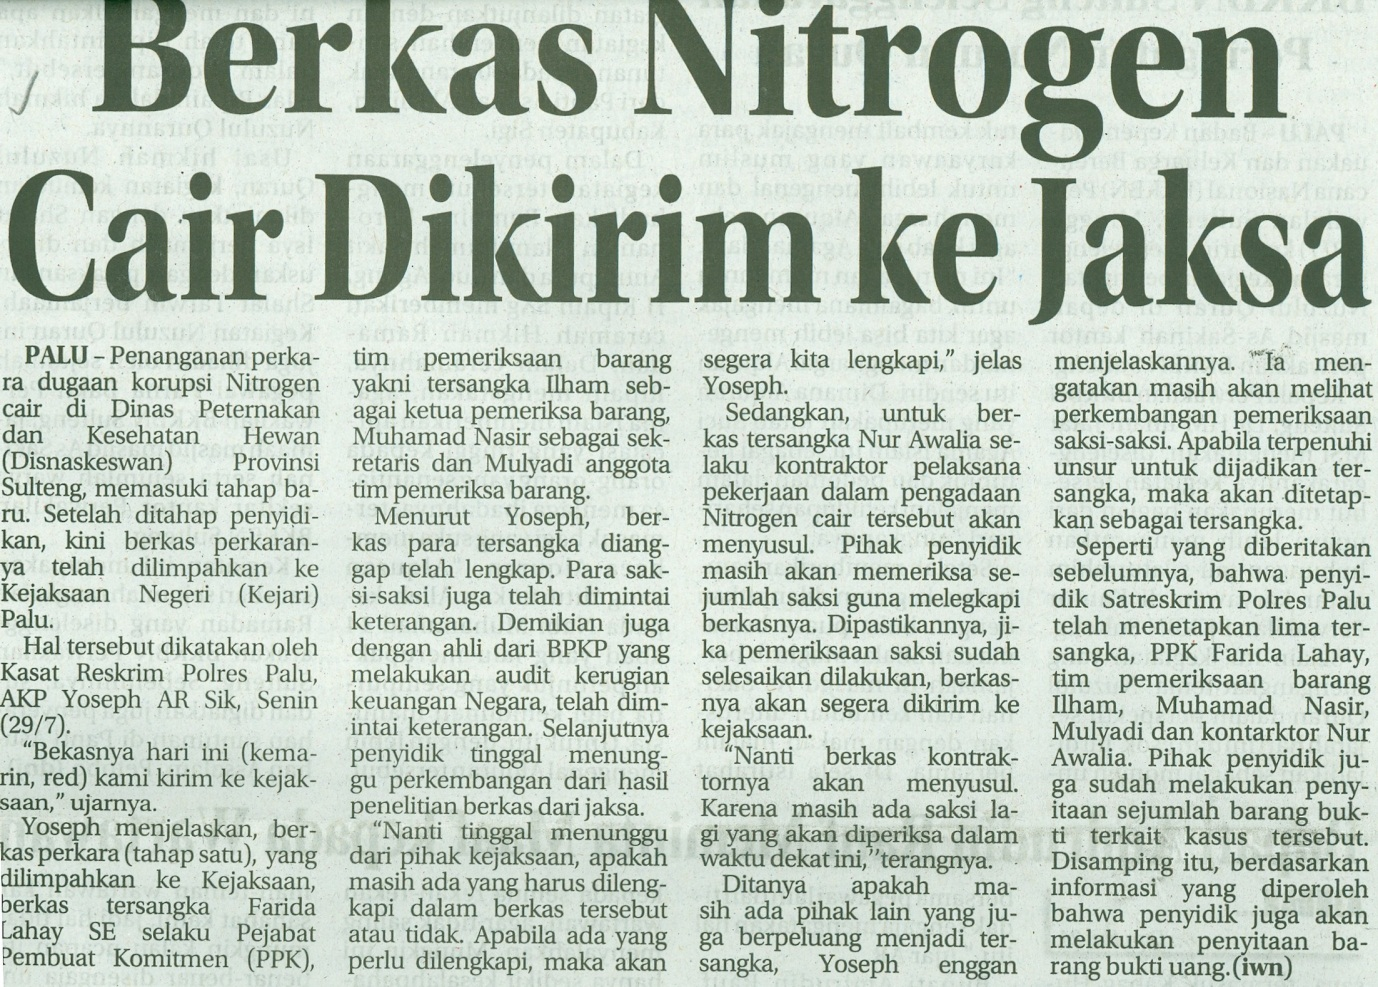 Berkas Nitrogen
Cair Dikirim ke Jaksa
PALU – Penanganan perka-
ra dugaan korupsi Nitrogen
cair di Dinas Peternakan
dan Kesehatan Hewan
(Disnaskeswan) Provinsi
Sulteng, memasuki tahap ba-
ru. Setelah ditahap penyidi-
kan, kini berkas perkaran-
ya telah dilimpahkan ke
Kejaksaan Negeri (Kejari)
Palu.
Hal tersebut dikatakan oleh
Kasat Reskrim Polres Palu,
AKP Yoseph AR Sik, Senin
(29/7).
“Bekasnya hari ini (kema-
rin, red) kami kirim ke kejak-
saan,” ujarnya.
Yoseph menjelaskan, ber-
kas perkara (tahap satu), yang
dilimpahkan ke Kejaksaan,
berkas tersangka Farida
Lahay SE selaku Pejabat
Pembuat Komitmen (PPK),
tim pemeriksaan barang
yakni tersangka Ilham seb-
agai ketua pemeriksa barang,
Muhamad Nasir sebagai sek-
retaris dan Mulyadi anggota
tim pemeriksa barang.
Menurut Yoseph, ber-
kas para tersangka diang-
gap telah lengkap. Para sak-
si-saksi juga telah dimintai
keterangan. Demikian juga
dengan ahli dari BPKP yang
melakukan audit kerugian
keuangan Negara, telah dim-
intai keterangan. Selanjutnya
penyidik tinggal menung-
gu perkembangan dari hasil
penelitian berkas dari jaksa.
“Nanti tinggal menunggu
dari pihak kejaksaan, apakah
masih ada yang harus dileng-
kapi dalam berkas tersebut
atau tidak. Apabila ada yang
perlu dilengkapi, maka akan
segera kita lengkapi,” jelas
Yoseph.
Sedangkan, untuk ber-
kas tersangka Nur Awalia se-
laku kontraktor pelaksana
pekerjaan dalam pengadaan
Nitrogen cair tersebut akan
menyusul. Pihak penyidik
masih akan memeriksa se-
jumlah saksi guna melegkapi
berkasnya. Dipastikannya, ji-
ka pemeriksaan saksi sudah
selesaikan dilakukan, berkas-
nya akan segera dikirim ke
kejaksaan.
“Nanti berkas kontrak-
tornya akan menyusul.
Karena masih ada saksi la-
gi yang akan diperiksa dalam
waktu dekat ini,”terangnya.
Ditanya apakah ma-
sih ada pihak lain yang ju-
ga berpeluang menjadi ter-
sangka, Yoseph enggan
menjelaskannya. Ia men-
gatakan masih akan melihat
perkembangan pemeriksaan
saksi-saksi. Apabila terpenuhi
unsur untuk dijadikan ter-
sangka, maka akan ditetap-
kan sebagai tersangka.
Seperti yang diberitakan
sebelumnya, bahwa penyi-
dik Satreskrim Polres Palu
telah menetapkan lima ter-
sangka, PPK Farida Lahay,
tim pemeriksaan barang
Ilham, Muhamad Nasir,
Mulyadi dan kontarktor Nur
Awalia. Pihak penyidik ju-
ga sudah melakukan peny-
itaan sejumlah barang buk-
ti terkait kasus tersebut.
Disamping itu, berdasarkan
informasi yang diperoleh
bahwa penyidik juga akan
melakukan penyitaan ba-
rang bukti uang.(iwn)